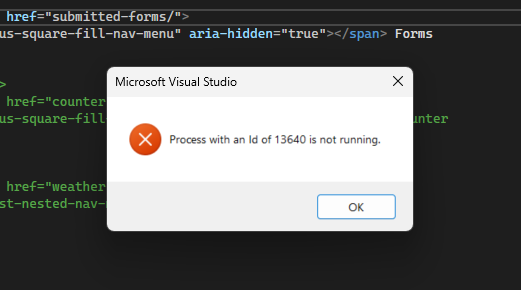 href="submitted-forms/">
us-square-fill-nav-menu" aria-hidden="true"></span> Forms
>
Microsoft Visual Studio
href="counter
us-square-fill-
unter
Process with an Id of 13640 is not running.
href="weather
st-nested-nav-
OK